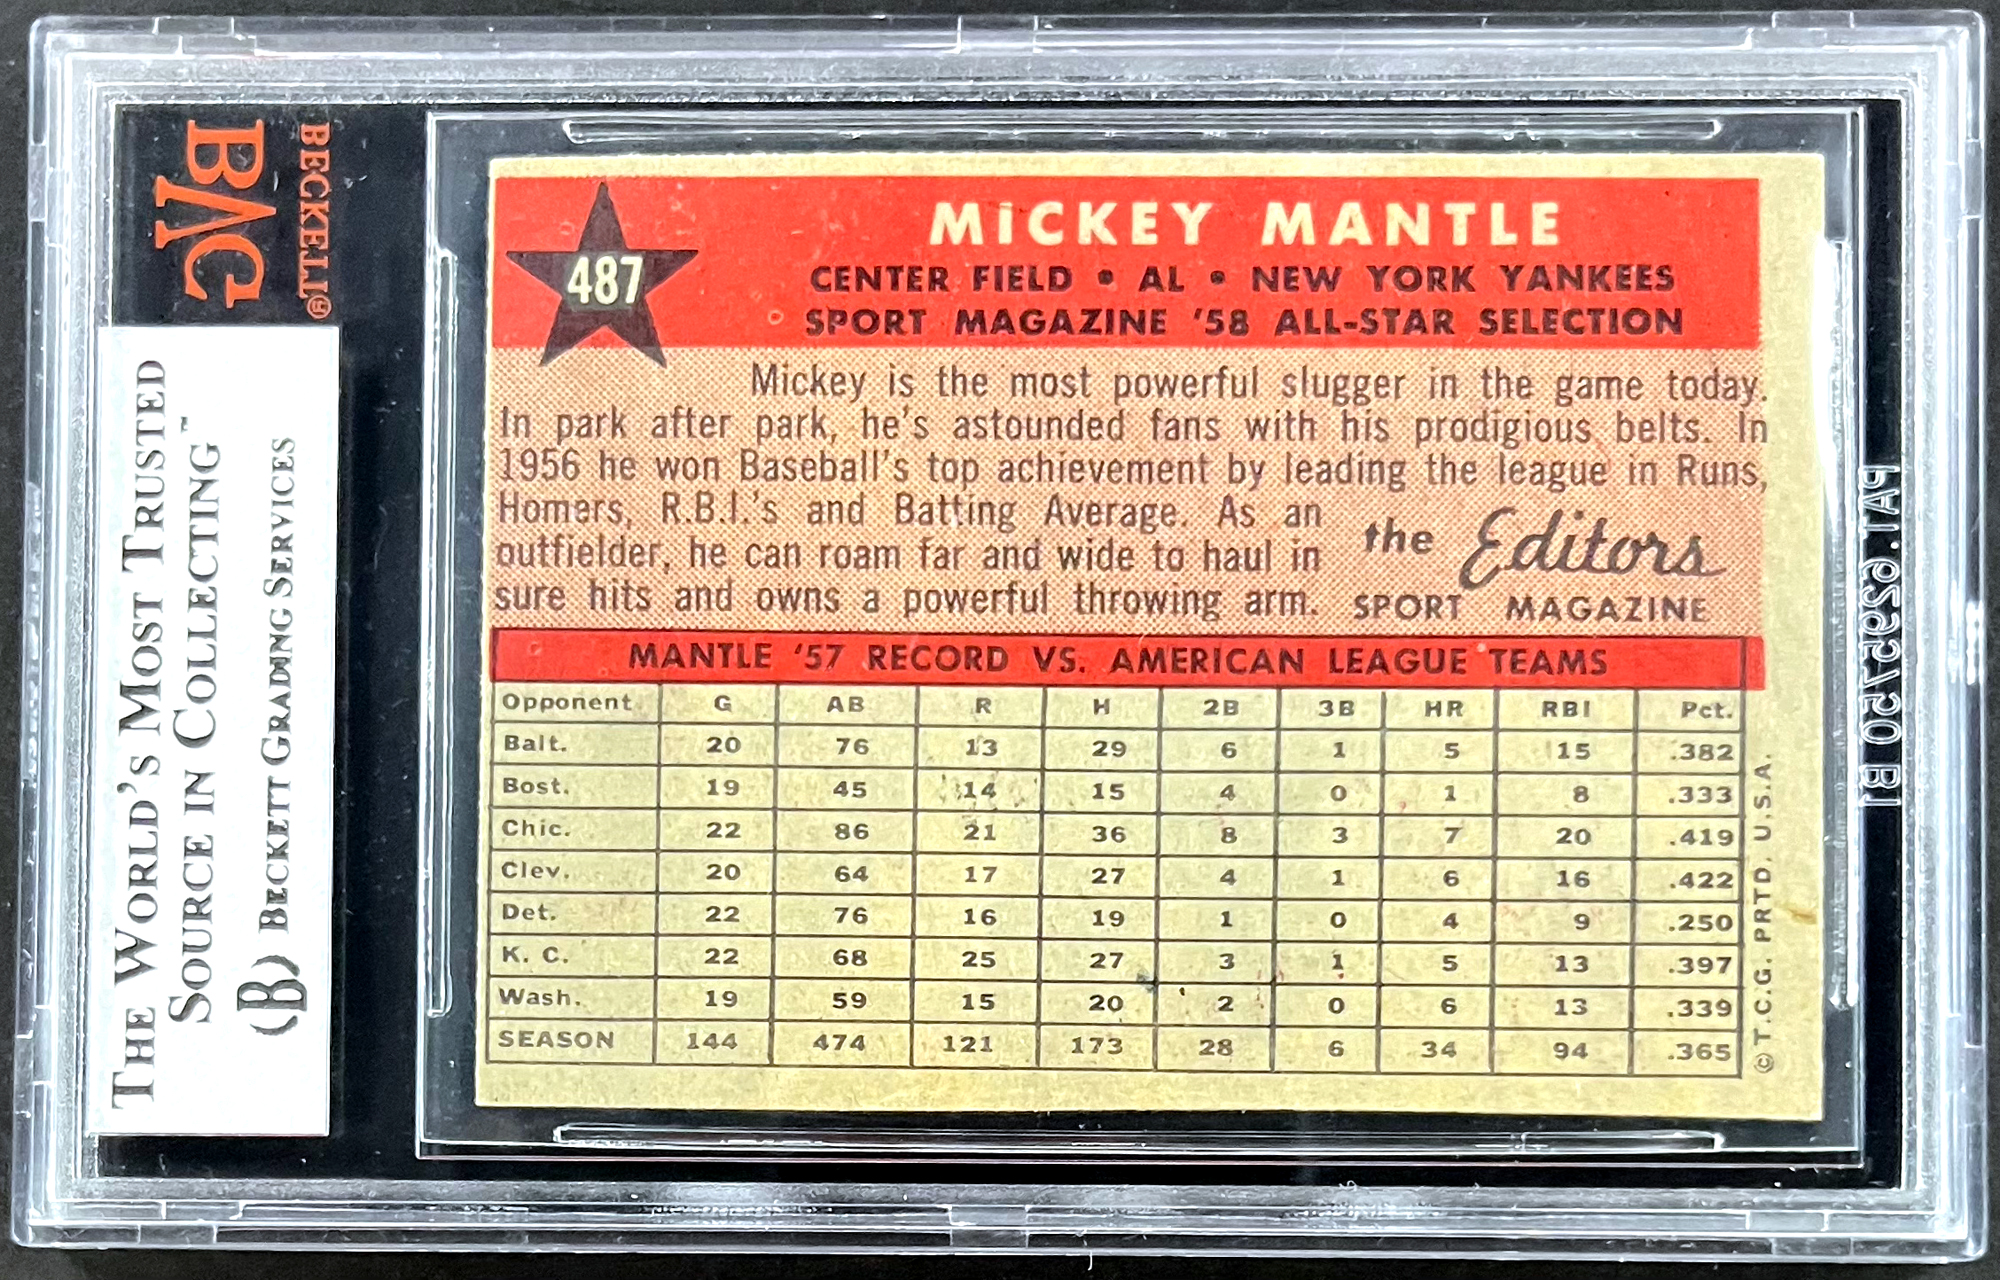 BECKETT®
BVG
THE WORLD'S MOST TRUSTED
SOURCE IN COLLECTING™
(B) BECKETT GRADING SERVICES
487
MICKEY MANTLE
CENTER FIELD • AL • NEW YORK YANKEES
SPORT MAGAZINE '58 ALL-STAR SELECTION
Mickey is the most powerful slugger in the game today.
In park after park, he's astounded fans with his prodigious belts. In
1956 he won Baseball's top achievement by leading the league in Runs,
Homers, R.B.I.'s and Batting Average. As an
outfielder, he can roam far and wide to haul in
sure hits and owns a powerful throwing arm.
the Editors
SPORT MAGAZINE
MANTLE '57 RECORD VS. AMERICAN LEAGUE TEAMS
Opponent G AB R H 2B 3B HR RBI Pct.
Balt. 20 76 13 29 6 1 5 15 .382
Bost. 19 45 14 15 4 0 1 8 .333
Chic. 22 86 21 36 8 3 7 20 .419
Clev. 20 64 17 27 4 1 6 16 .422
Det. 22 76 16 19 1 0 4 9 .250
K. C. 22 68 25 27 3 1 5 13 .397
Wash. 19 59 15 20 2 0 6 13 .339
SEASON 144 474 121 173 28 6 34 94 .365
© T.C.G. PRTD. U.S.A.
PAT. 6295750 B1